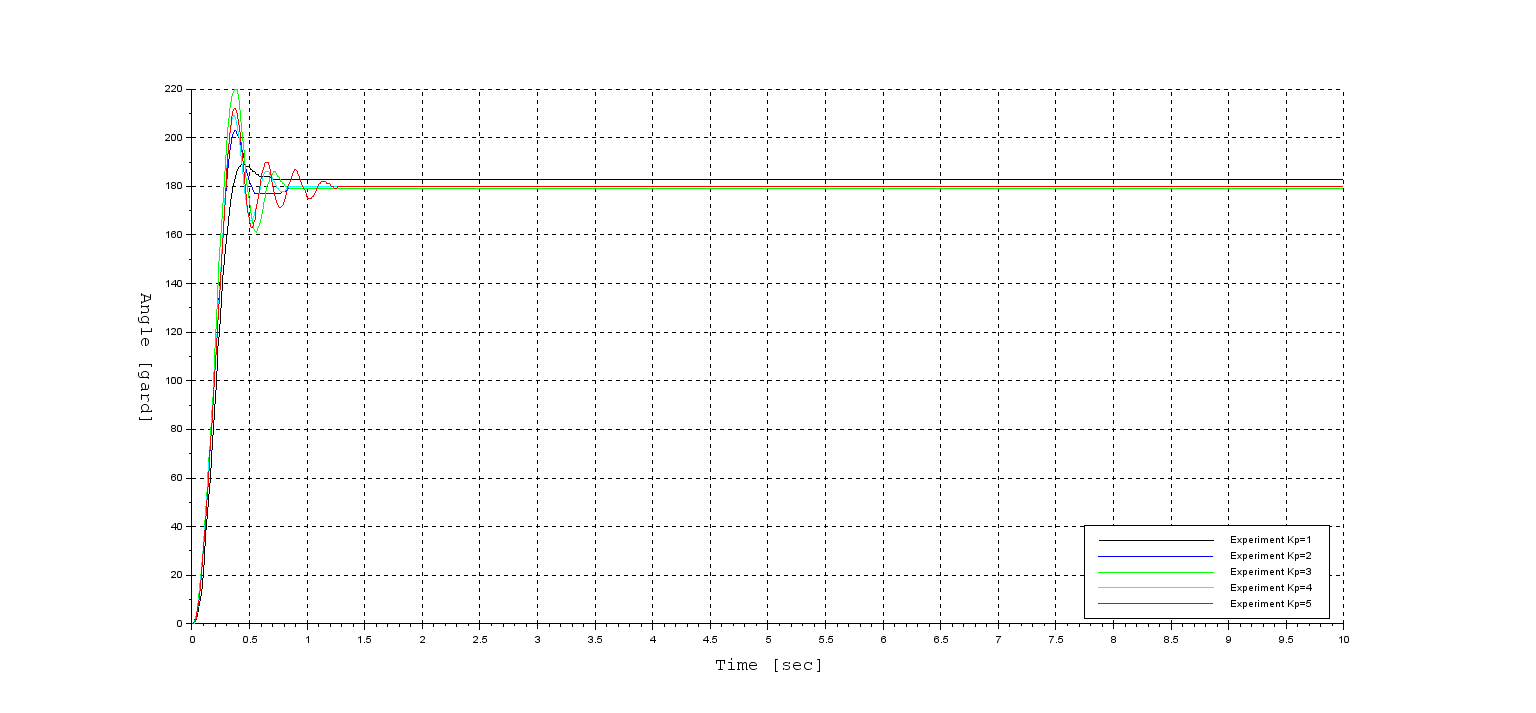 220
200
180
160
140
120
100
80
60
40
20
0
Angle [gard]
0 0.5 1 1.5 2 2.5 3 3.5 4 4.5 5 5.5 6 6.5 7 7.5 8 8.5 9 9.5 10
Time [sec]
Experiment Kp=1
Experiment Kp=2
Experiment Kp=3
Experiment Kp=4
Experiment Kp=5